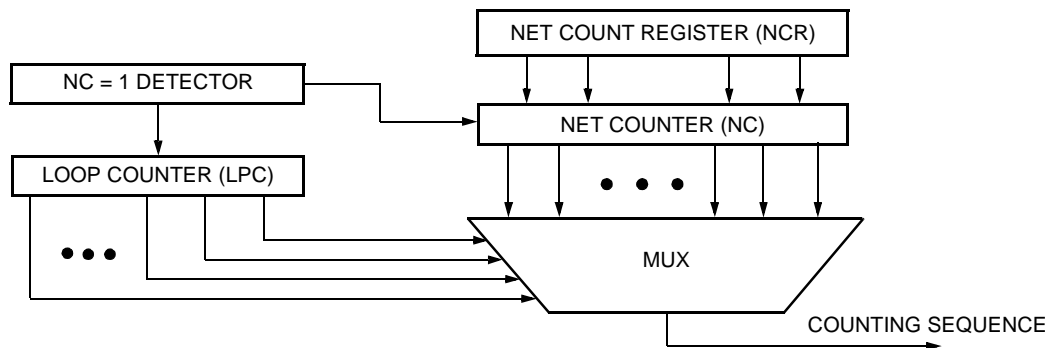 NET COUNT REGISTER (NCR)
NC = 1 DETECTOR
NET COUNTER (NC)
LOOP COUNTER (LPC)
MUX
COUNTING SEQUENCE